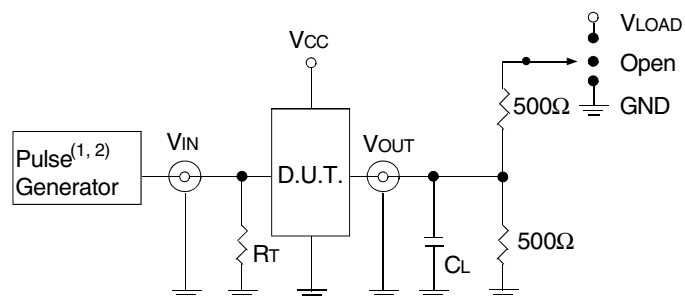 VLOAD
VCC
Open
500Ω
GND
Pulse(1, 2)
Generator
VIN
D.U.T.
VOUT
RT
CL
500Ω